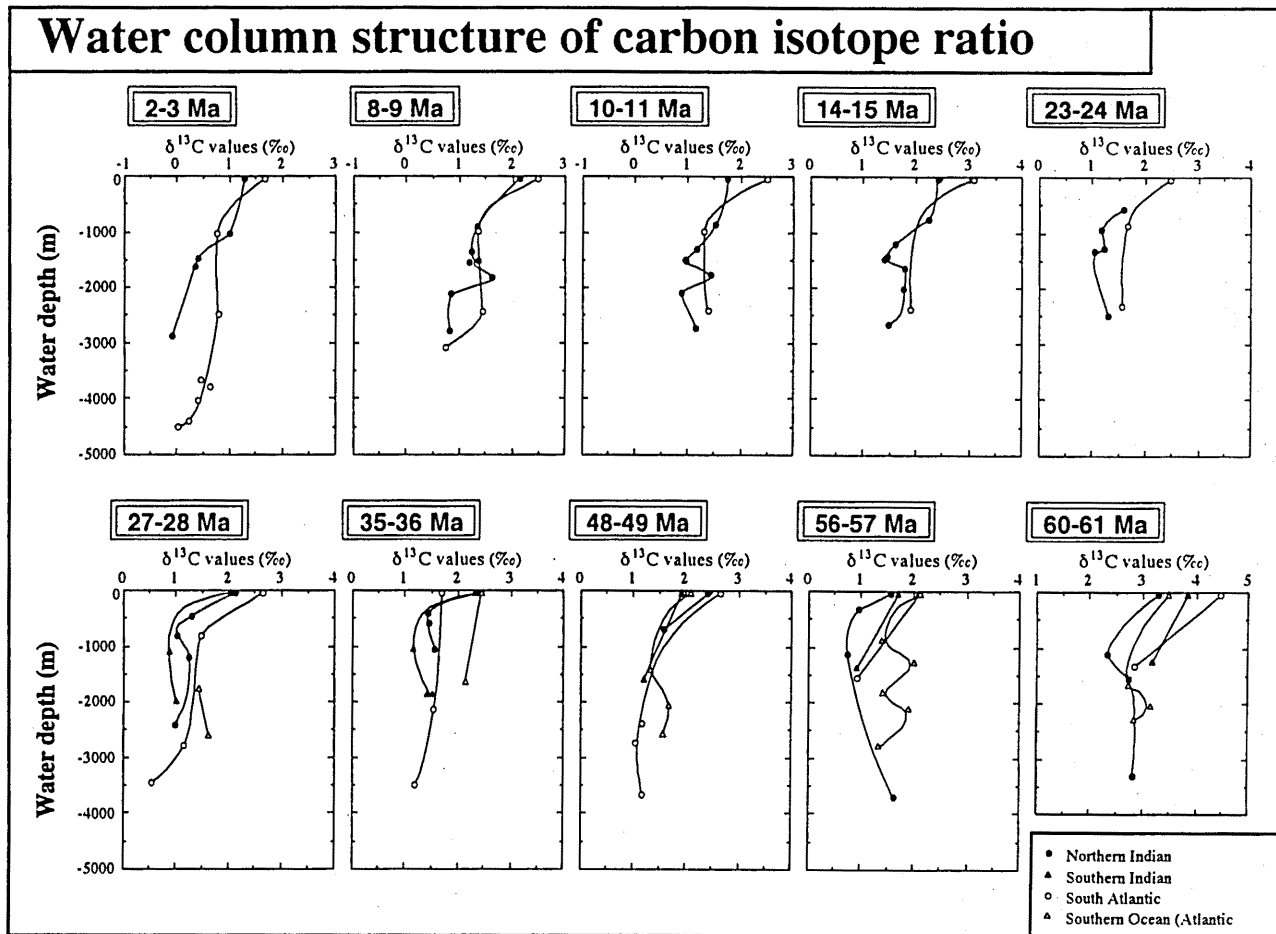 Water column structure of carbon isotope ratio
2-3 Ma
8-9 Ma
10-11 Ma
14-15 Ma
23-24 Ma
δ¹³C values (‰)
δ¹³C values (‰)
δ¹³C values (‰)
δ¹³C values (‰)
δ¹³C values (‰)
-1 0 1 2 3
-1 0 1 2 3
-1 0 1 2 3
0 1 2 3 4
0 1 2 3 4
Water depth (m)
0
-1000
-2000
-3000
-4000
-5000
27-28 Ma
35-36 Ma
48-49 Ma
56-57 Ma
60-61 Ma
δ¹³C values (‰)
δ¹³C values (‰)
δ¹³C values (‰)
δ¹³C values (‰)
δ¹³C values (‰)
0 1 2 3 4
0 1 2 3 4
0 1 2 3 4
0 1 2 3 4
1 2 3 4 5
Water depth (m)
0
-1000
-2000
-3000
-4000
-5000
Northern Indian
Southern Indian
South Atlantic
Southern Ocean (Atlantic